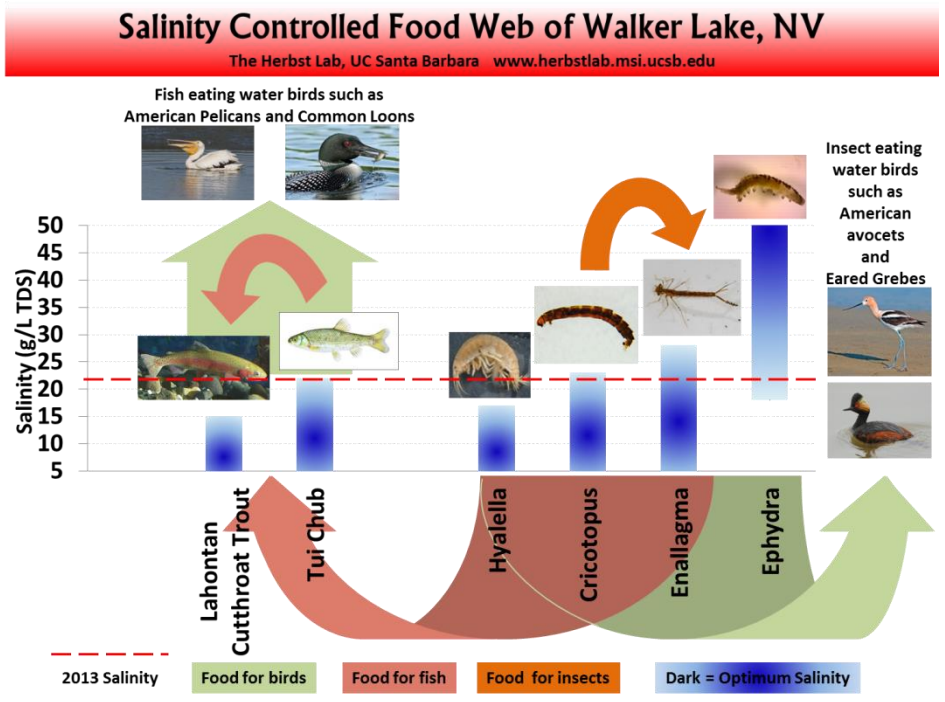 Salinity Controlled Food Web of Walker Lake, NV
The Herbst Lab, UC Santa Barbara www.herbstlab.msi.ucsb.edu
Fish eating water birds such as
American Pelicans and Common Loons
Insect eating
water birds
such as
American
avocets
and
Eared Grebes
Salinity (g/L TDS)
50
45
40
35
30
25
20
15
10
5
Lahontan
Cutthroat Trout
Tui Chub
Hyalella
Cricotopus
Enallagma
Ephydra
2013 Salinity
Food for birds
Food for fish
Food for insects
Dark = Optimum Salinity